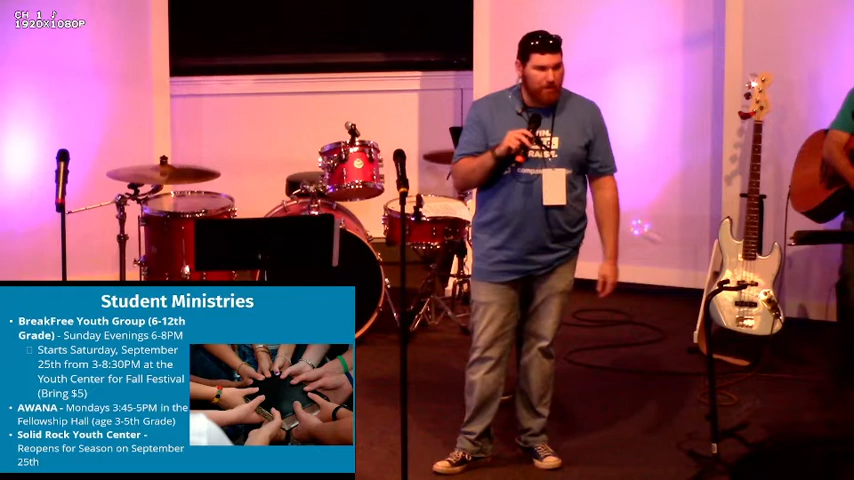 CH 1 ♪
1920X1080P
Student Ministries
• BreakFree Youth Group (6-12th
Grade) - Sunday Evenings 6-8PM
Starts Saturday, September
25th from 3-8:30PM at the
Youth Center for Fall Festival
(Bring $5)
• AWANA - Mondays 3:45-5PM in the
Fellowship Hall (age 3-5th Grade)
• Solid Rock Youth Center -
Reopens for Season on September
25th